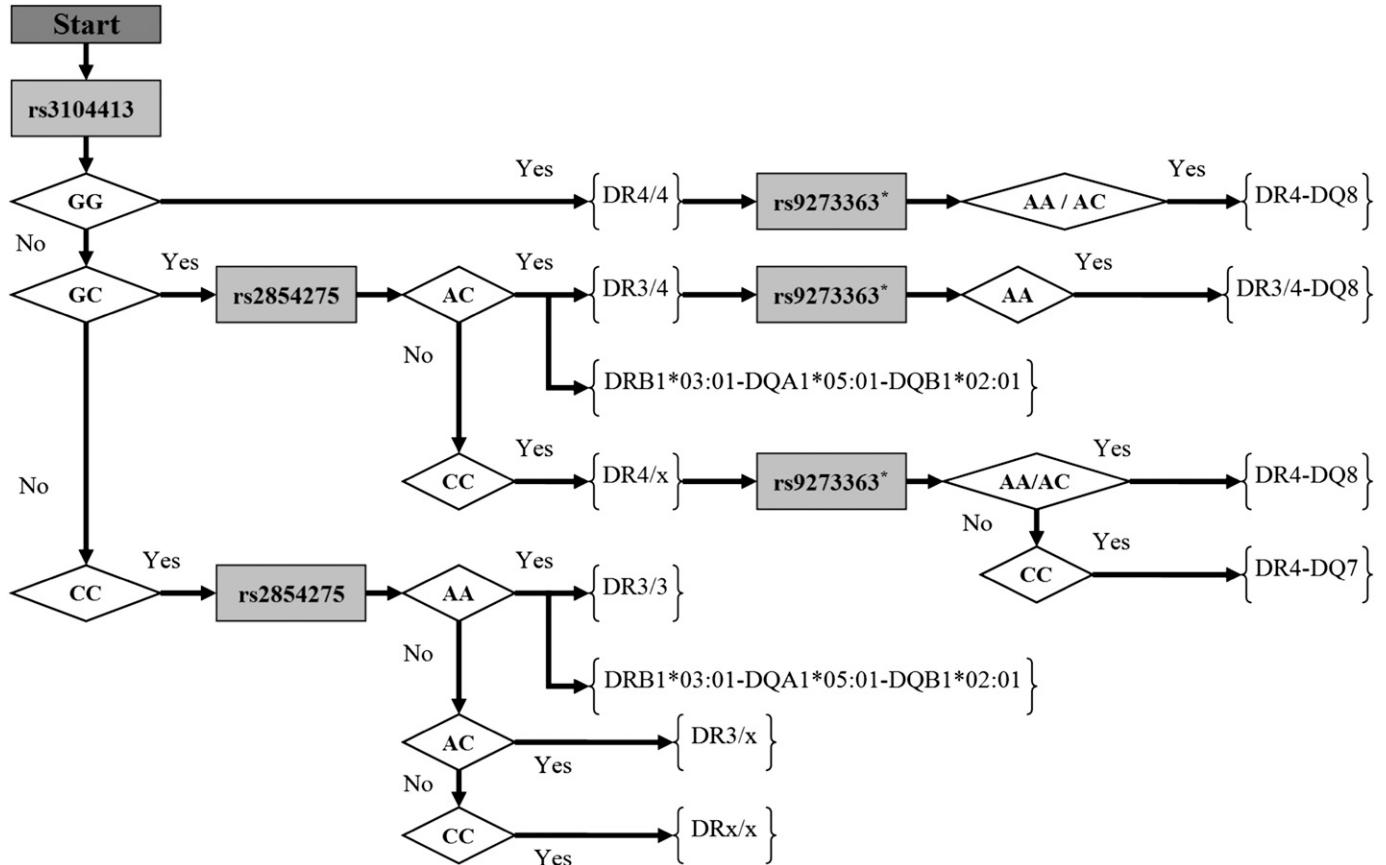 Start
rs3104413
Yes
Yes
GG
DR4/4
rs9273363*
AA / AC
DR4-DQ8
No
Yes
Yes
Yes
GC
rs2854275
AC
DR3/4
rs9273363*
AA
DR3/4-DQ8
No
DRB1*03:01-DQA1*05:01-DQB1*02:01
Yes
Yes
No
CC
DR4/x
rs9273363*
AA/AC
DR4-DQ8
No
Yes
Yes
Yes
CC
DR4-DQ7
CC
rs2854275
AA
DR3/3
No
DRB1*03:01-DQA1*05:01-DQB1*02:01
AC
DR3/x
Yes
No
CC
DRx/x
Yes